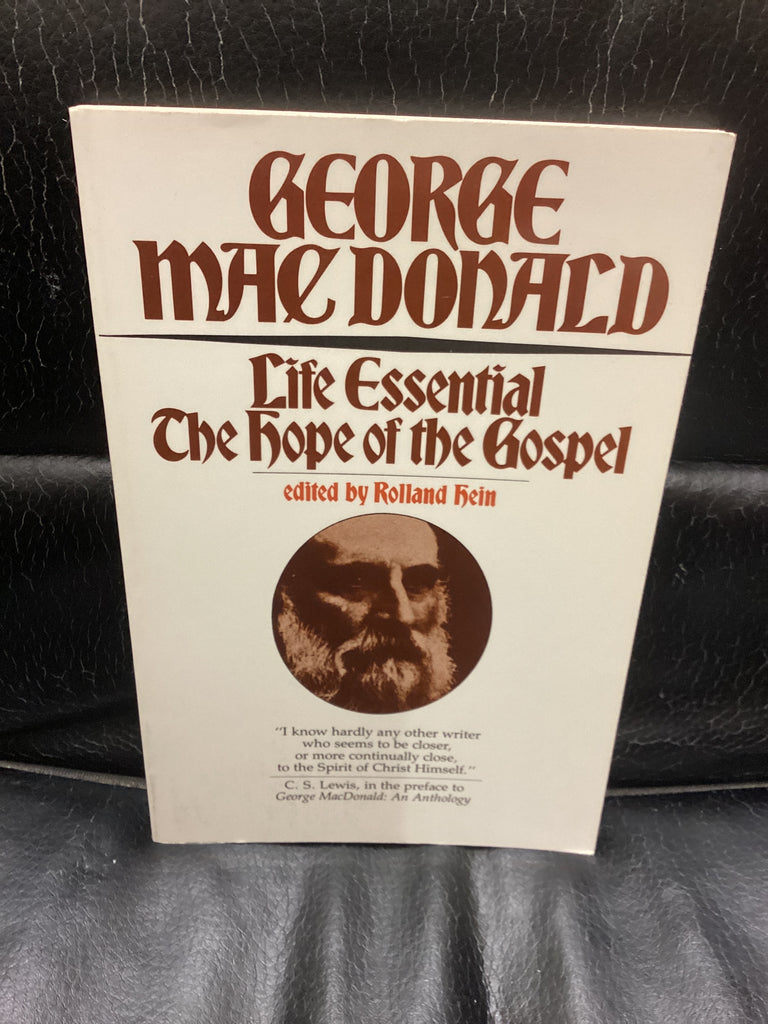 GEORGE
MACDONALD
Life Essential
The Hope of the Gospel
edited by Rolland Hein
"I know hardly any other writer
who seems to be closer,
or more continually close,
to the Spirit of Christ Himself."
C. S. Lewis, in the preface to
George MacDonald: An Anthology